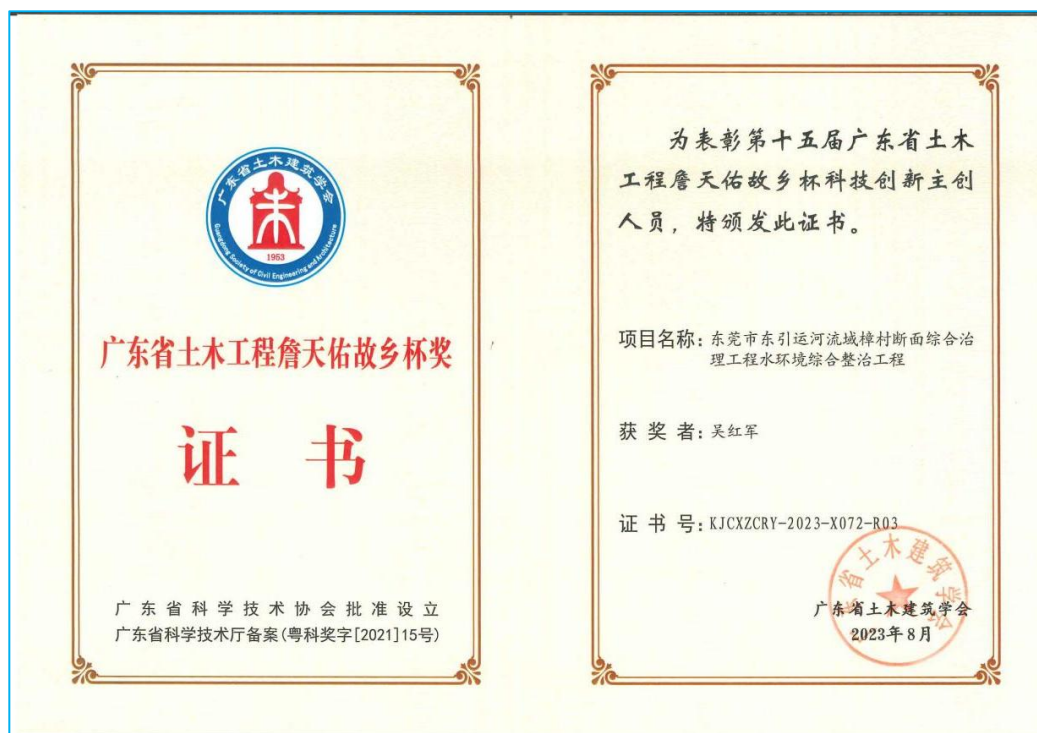 广东省土木建筑学会
1953
Guangdong Society of Civil Engineering and Architecture
广东省土木工程詹天佑故乡杯奖
证书
广东省科学技术协会批准设立
广东省科学技术厅备案(粤科奖字[2021]15号)
为表彰第十五届广东省土木
工程詹天佑故乡杯科技创新主创
人员，特颁发此证书。
项目名称：东莞市东引运河流域樟村断面综合治
理工程水环境综合整治工程
获奖者：吴红军
证书号：KJCXZCRY-2023-X072-R03
广东省土木建筑学会
2023年8月
省土木建筑学会